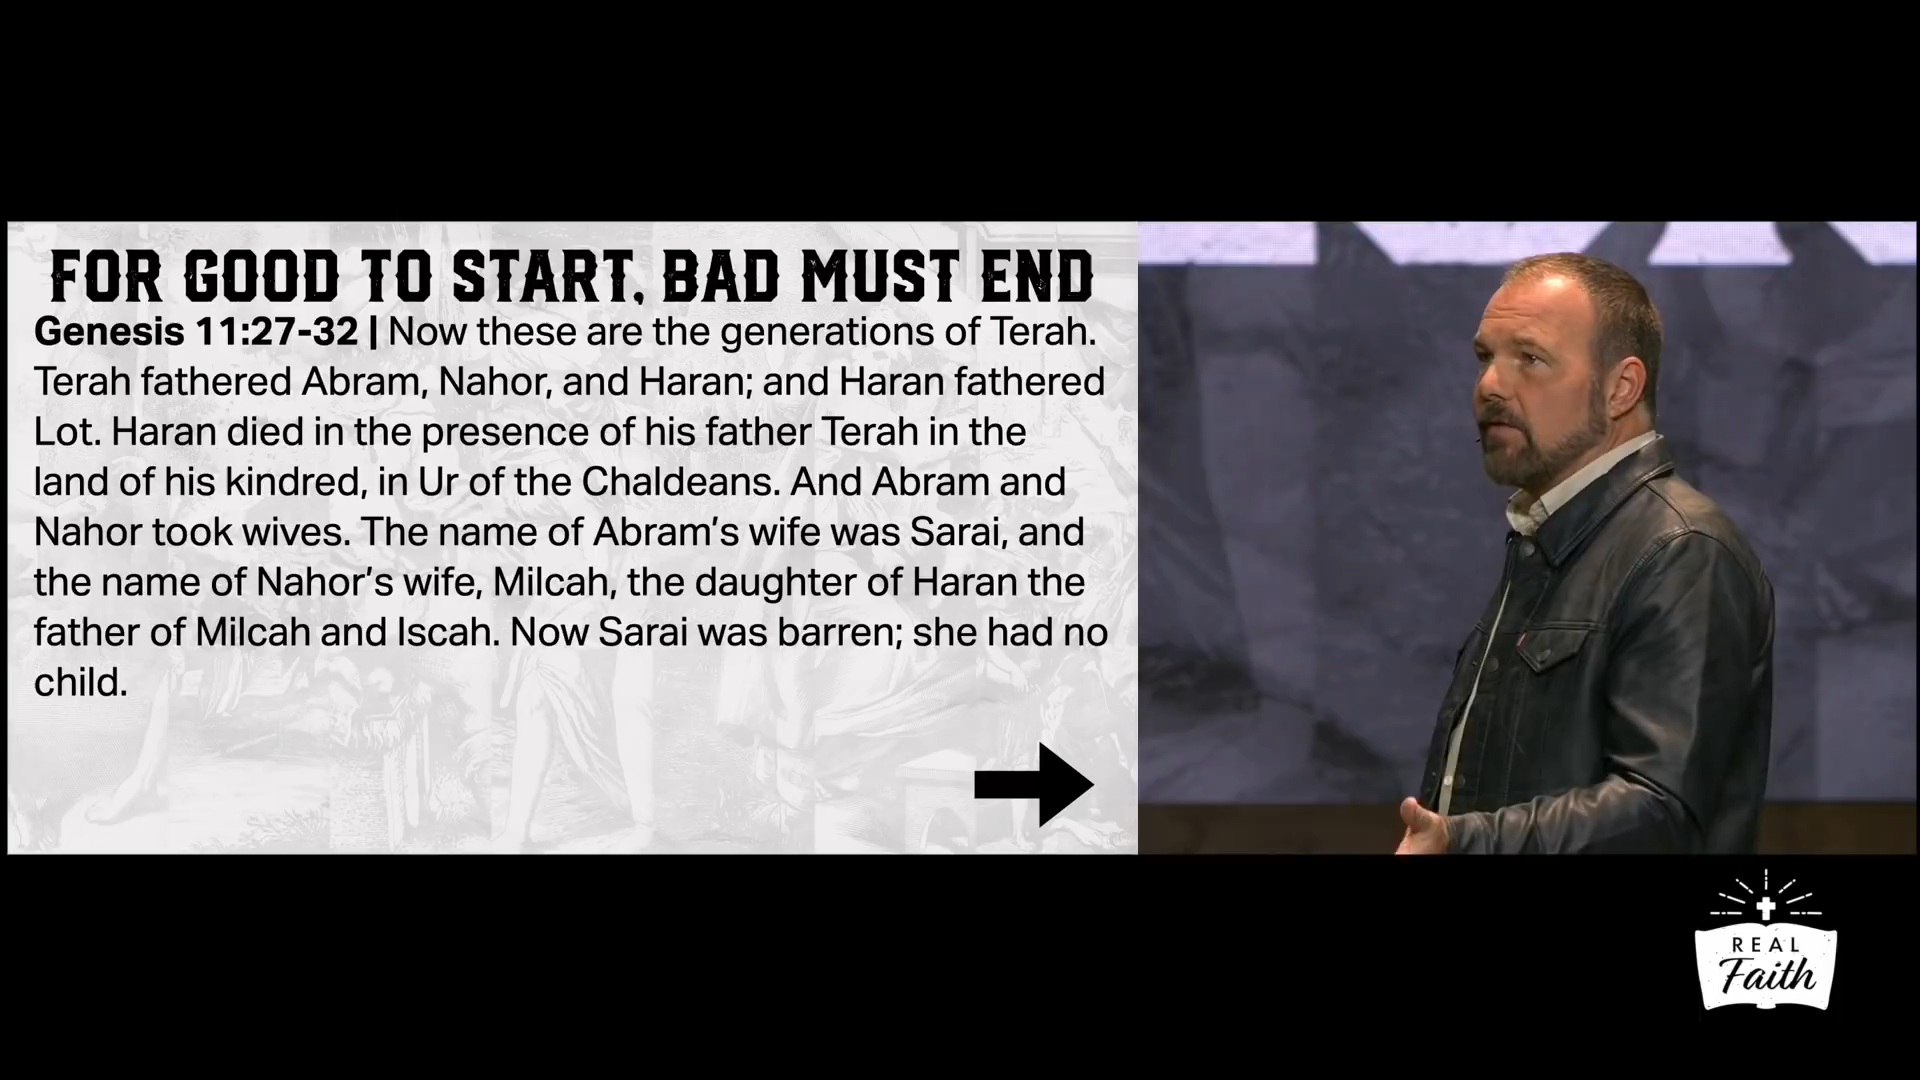 FOR GOOD TO START, BAD MUST END
Genesis 11:27-32 | Now these are the generations of Terah.
Terah fathered Abram, Nahor, and Haran; and Haran fathered
Lot. Haran died in the presence of his father Terah in the
land of his kindred, in Ur of the Chaldeans. And Abram and
Nahor took wives. The name of Abram’s wife was Sarai, and
the name of Nahor’s wife, Milcah, the daughter of Haran the
father of Milcah and Iscah. Now Sarai was barren; she had no
child.
REAL
Faith